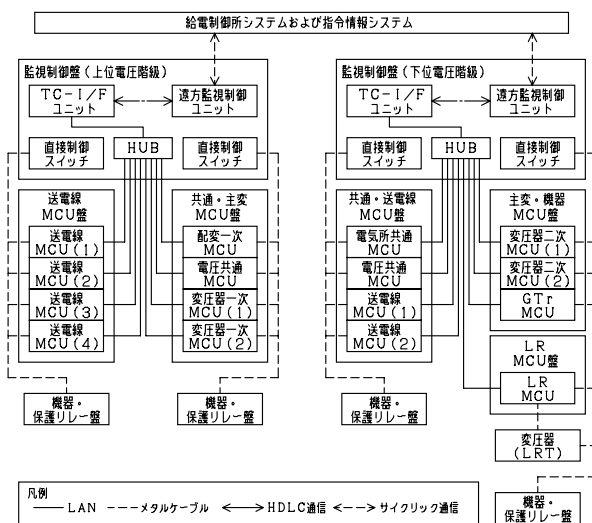 給電制御所システムおよび指令情報システム
監視制御盤(上位電圧階級)
TC-I/F
ユニット
遠方監視制御
ユニット
直接制御
スイッチ
HUB
直接制御
スイッチ
送電線
MCU盤
送電線
MCU(1)
送電線
MCU(2)
送電線
MCU(3)
送電線
MCU(4)
共通・主変
MCU盤
配変一次
MCU
電圧共通
MCU
変圧器一次
MCU(1)
変圧器一次
MCU(2)
機器・
保護リレー盤
機器・
保護リレー盤
監視制御盤(下位電圧階級)
TC-I/F
ユニット
遠方監視制御
ユニット
直接制御
スイッチ
HUB
直接制御
スイッチ
共通・送電線
MCU盤
電気所共通
MCU
電圧共通
MCU
送電線
MCU(1)
送電線
MCU(2)
主変・機器
MCU盤
変圧器二次
MCU(1)
変圧器二次
MCU(2)
GTr
MCU
LR
MCU盤
LR
MCU
変圧器
(LRT)
機器・
保護リレー盤
機器・
保護リレー盤
凡例
LAN メタルケーブル HDLC通信 サイクリック通信